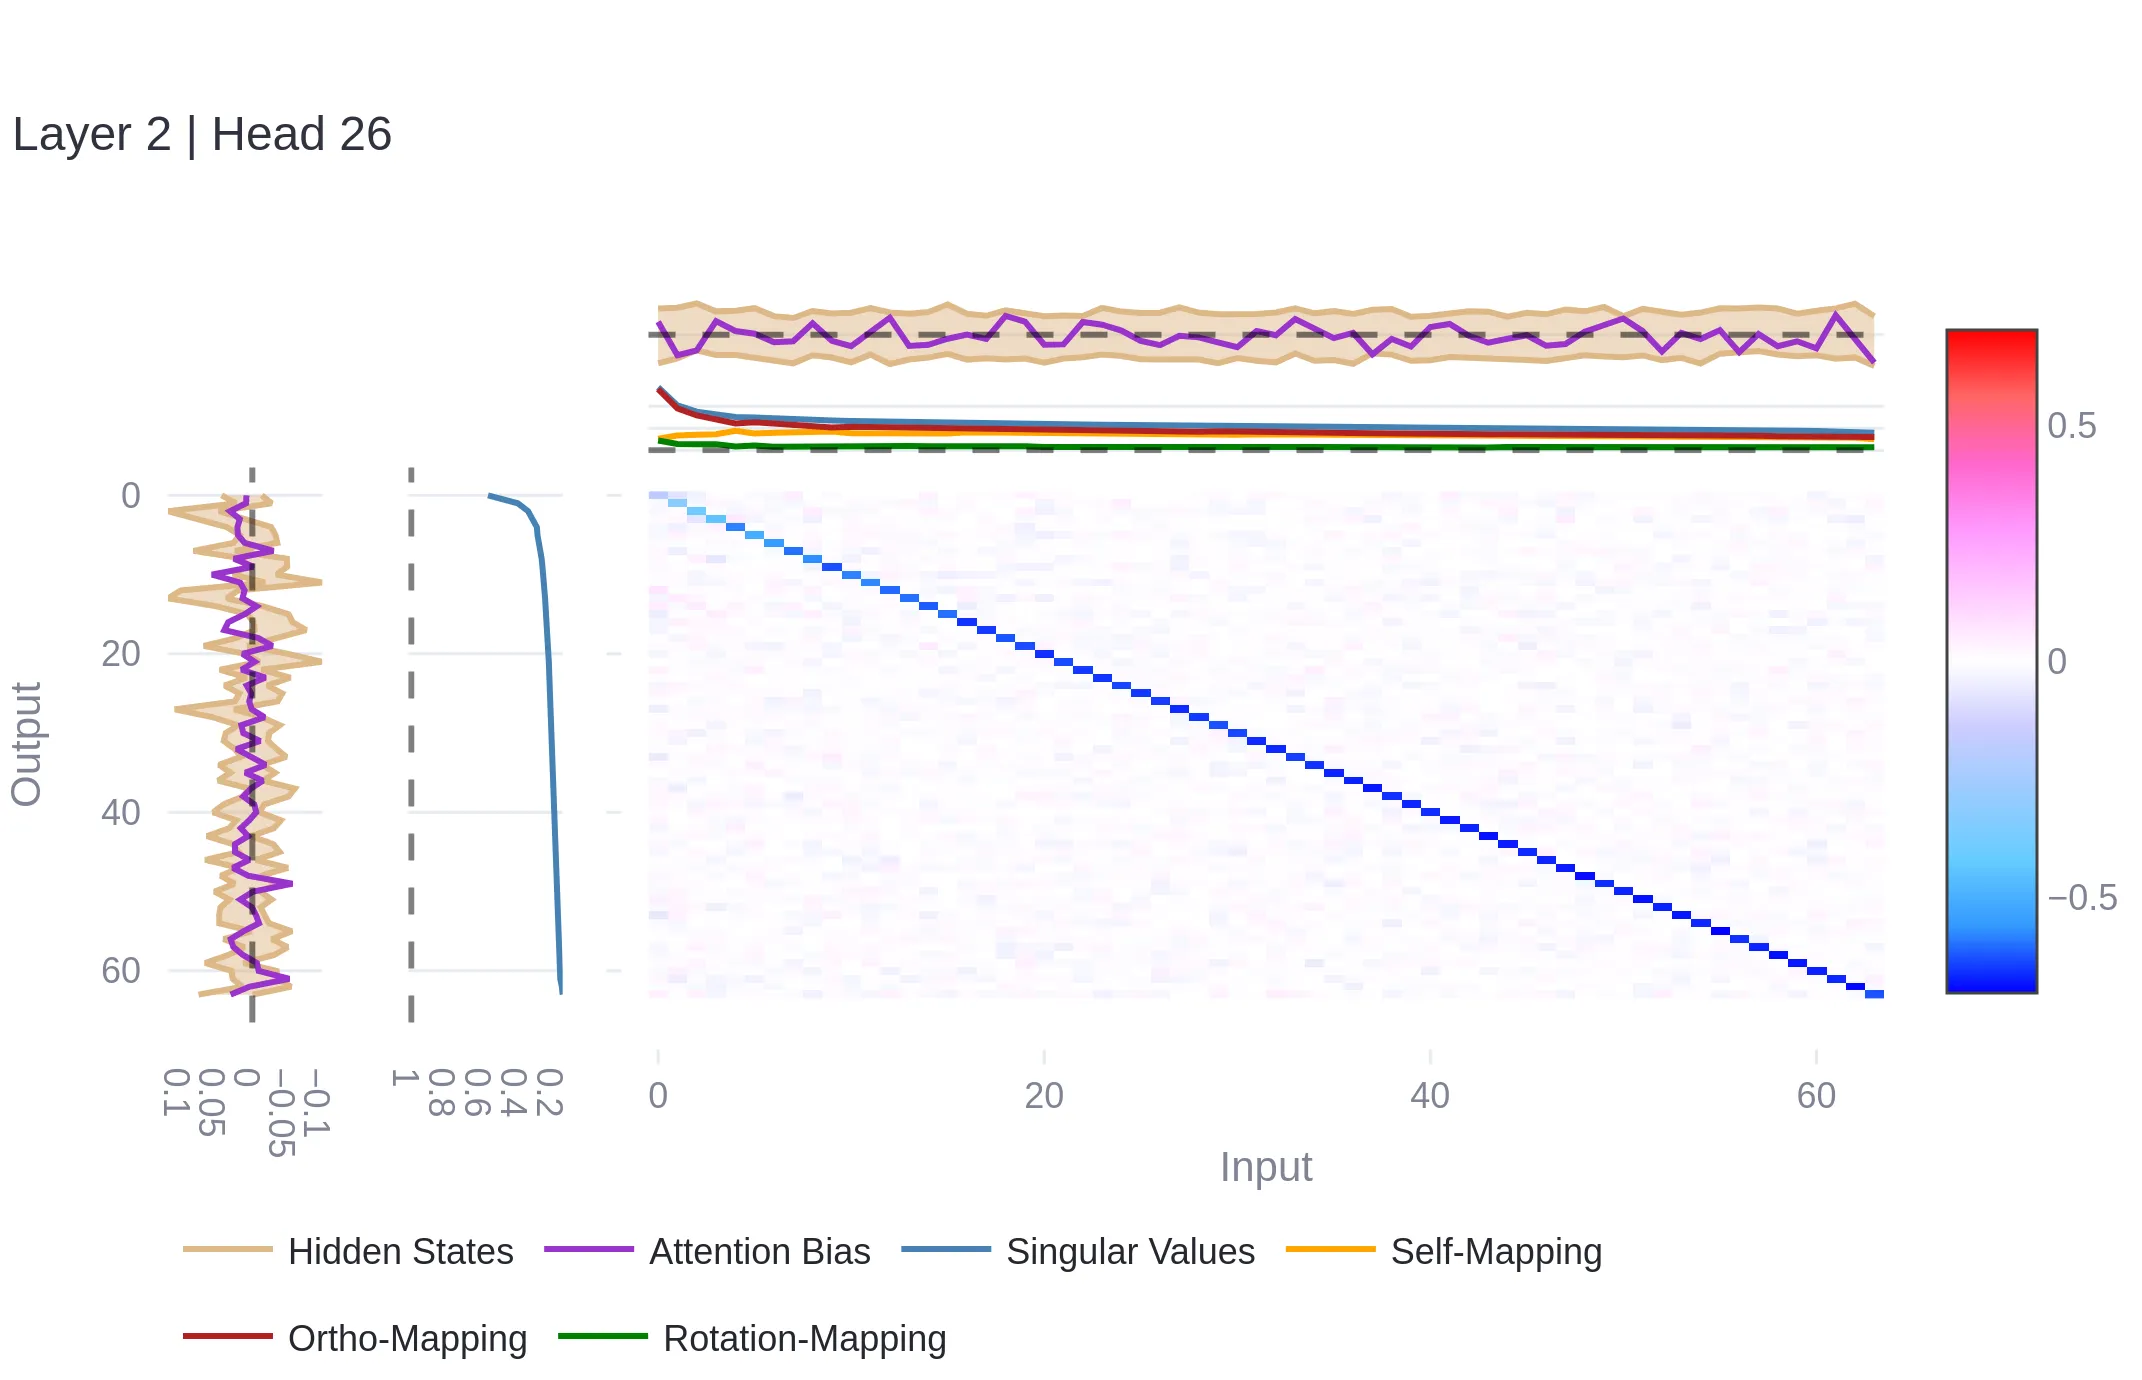 Layer 2 | Head 26
0.5
0
−0.5
0
20
40
60
Output
0.1
0.05
0
−0.05
−0.1
1
0.8
0.6
0.4
0.2
0
20
40
60
Input
Hidden States
Attention Bias
Singular Values
Self-Mapping
Ortho-Mapping
Rotation-Mapping